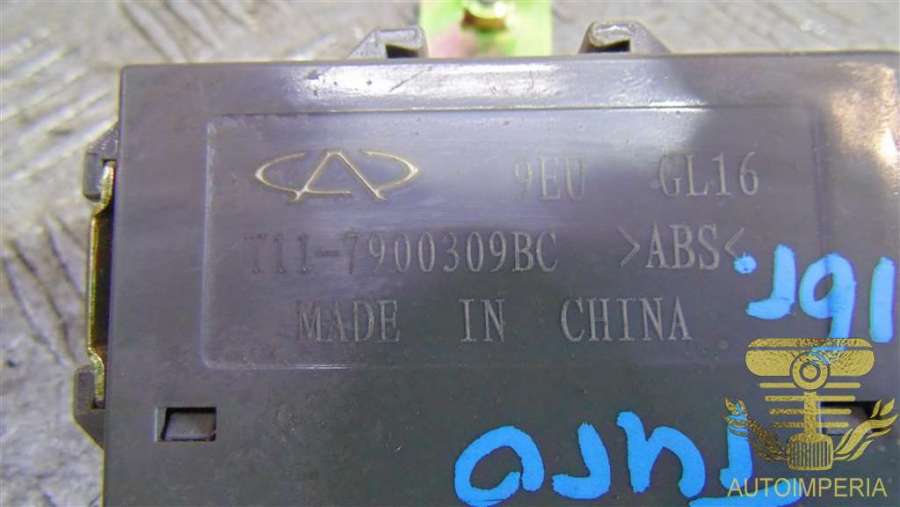 9EU GL16
T11-7900309BC >ABS<
MADE IN CHINA
AUTOIMPERIA